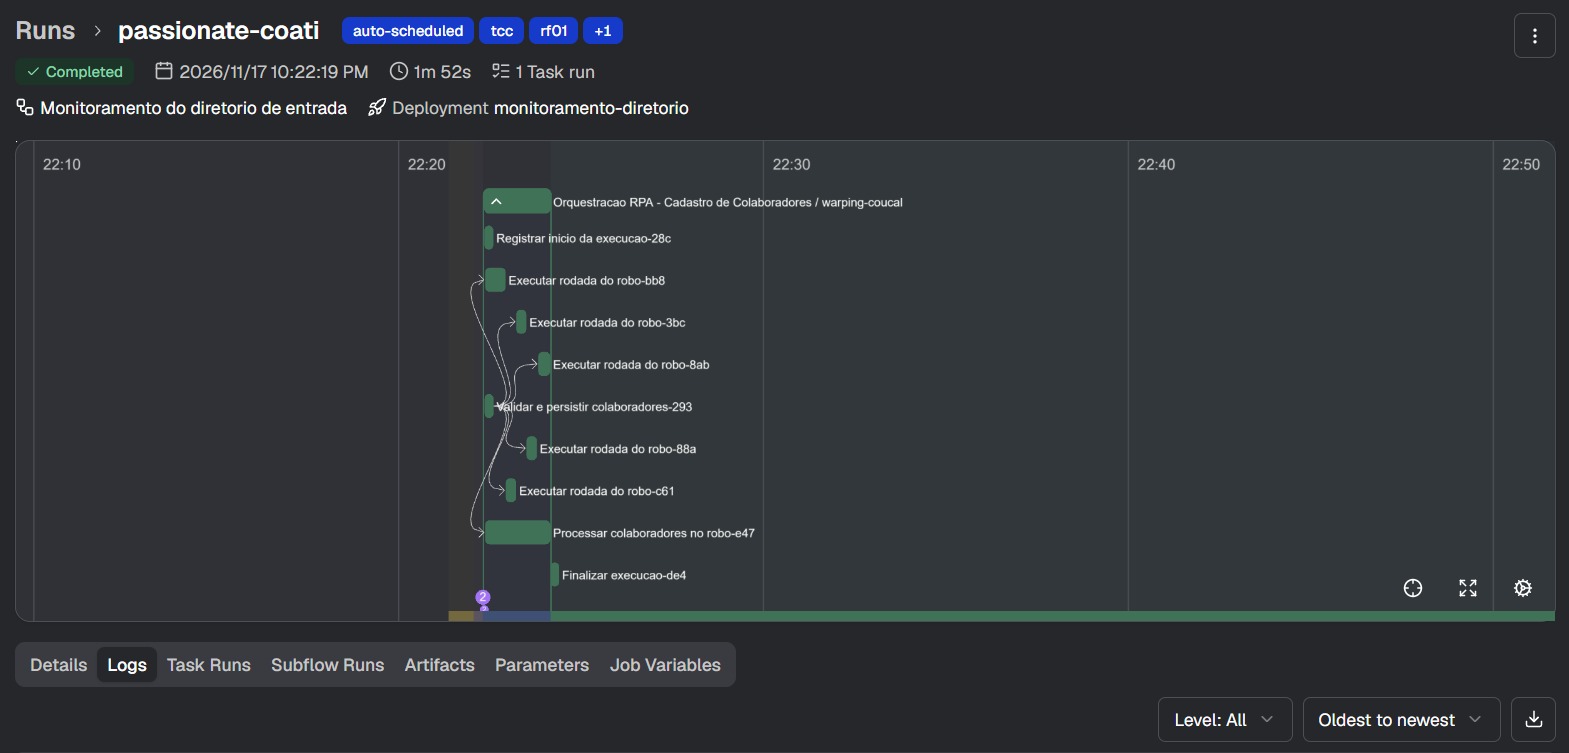 Runs > passionate-coati auto-scheduled tcc rf01 +1
Completed 2026/11/17 10:22:19 PM 1m 52s 1 Task run
Monitoramento do diretorio de entrada Deployment monitoramento-diretorio
22:10 22:20 22:30 22:40 22:50
Orquestracao RPA - Cadastro de Colaboradores / warping-coucal
Registrar inicio da execucao-28c
Executar rodada do robo-bb8
Executar rodada do robo-3bc
Executar rodada do robo-8ab
Validar e persistir colaboradores-293
Executar rodada do robo-88a
Executar rodada do robo-c61
Processar colaboradores no robo-e47
Finalizar execucao-de4
2
Details Logs Task Runs Subflow Runs Artifacts Parameters Job Variables
Level: All Oldest to newest